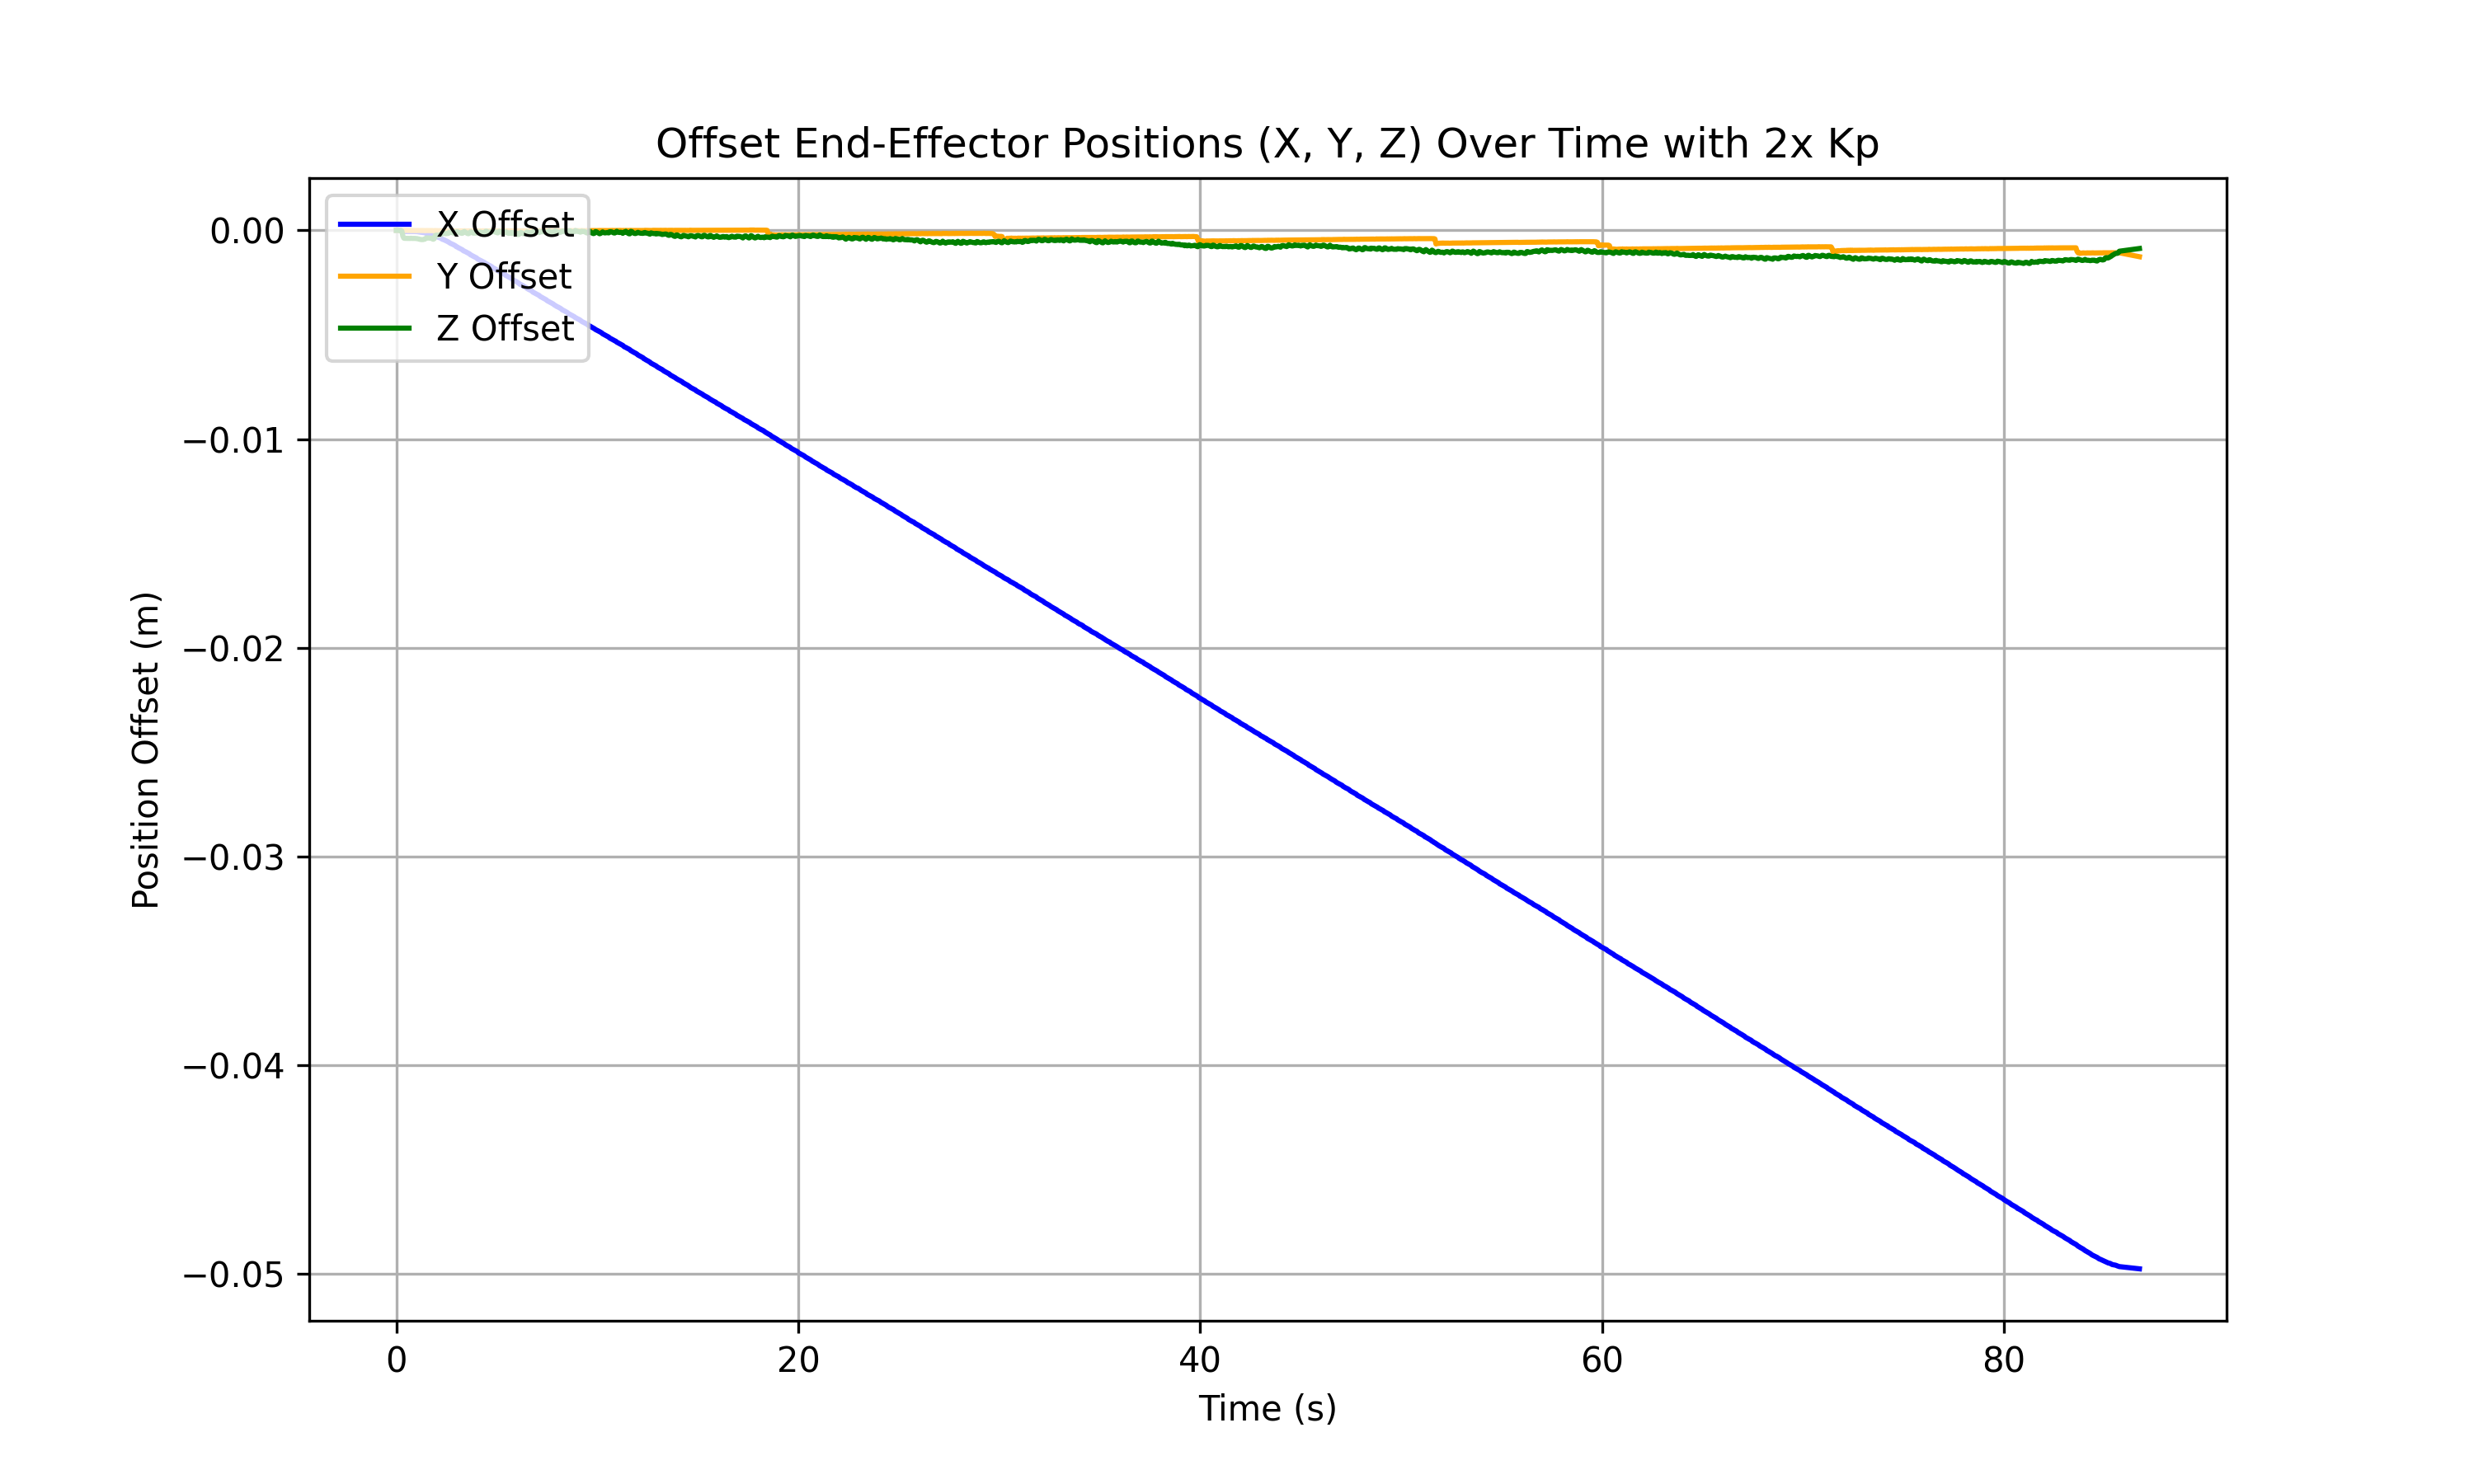 Offset End-Effector Positions (X, Y, Z) Over Time with 2x Kp
X Offset
Y Offset
Z Offset
Position Offset (m)
0.00
−0.01
−0.02
−0.03
−0.04
−0.05
0 20 40 60 80
Time (s)